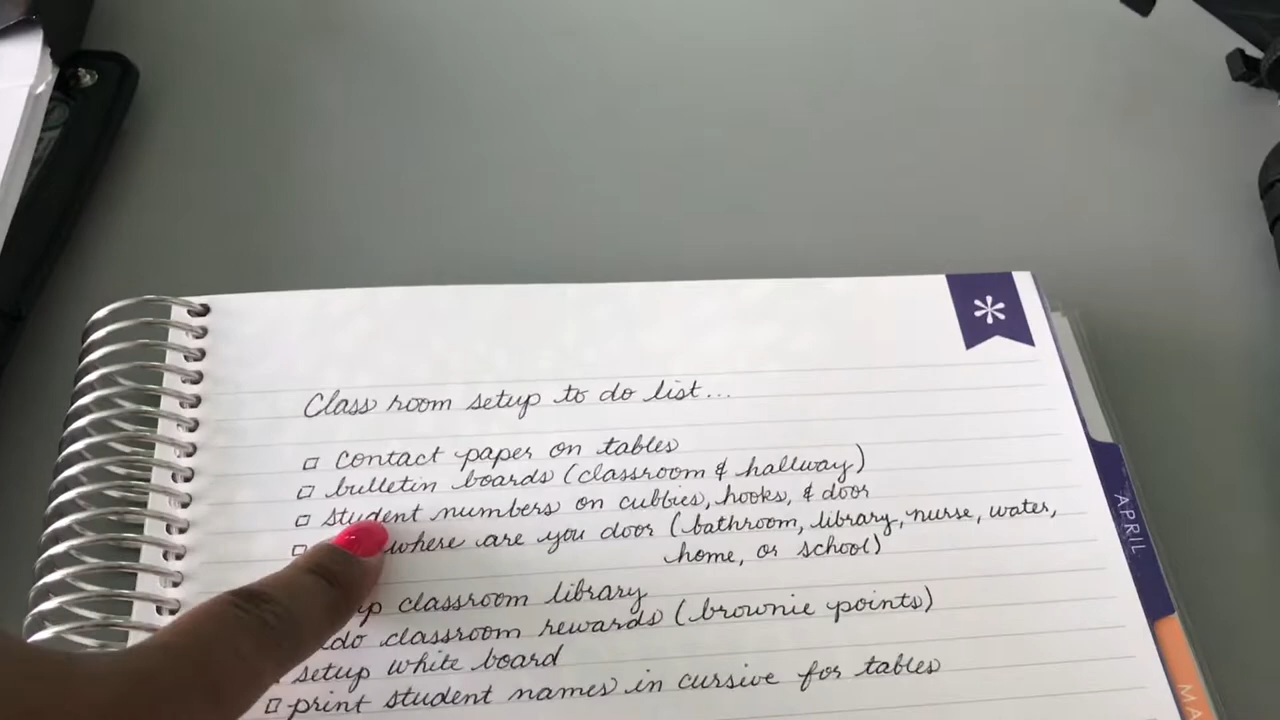 Class room setup to do list...
contact paper on tables
bulletin boards (classroom & hallway)
student numbers on cubbies, hooks, & door
where are you door (bathroom, library, nurse, water,
home, or school)
up classroom library
do classroom rewards (brownie points)
setup white board
print student names in cursive for tables
APRIL
MA